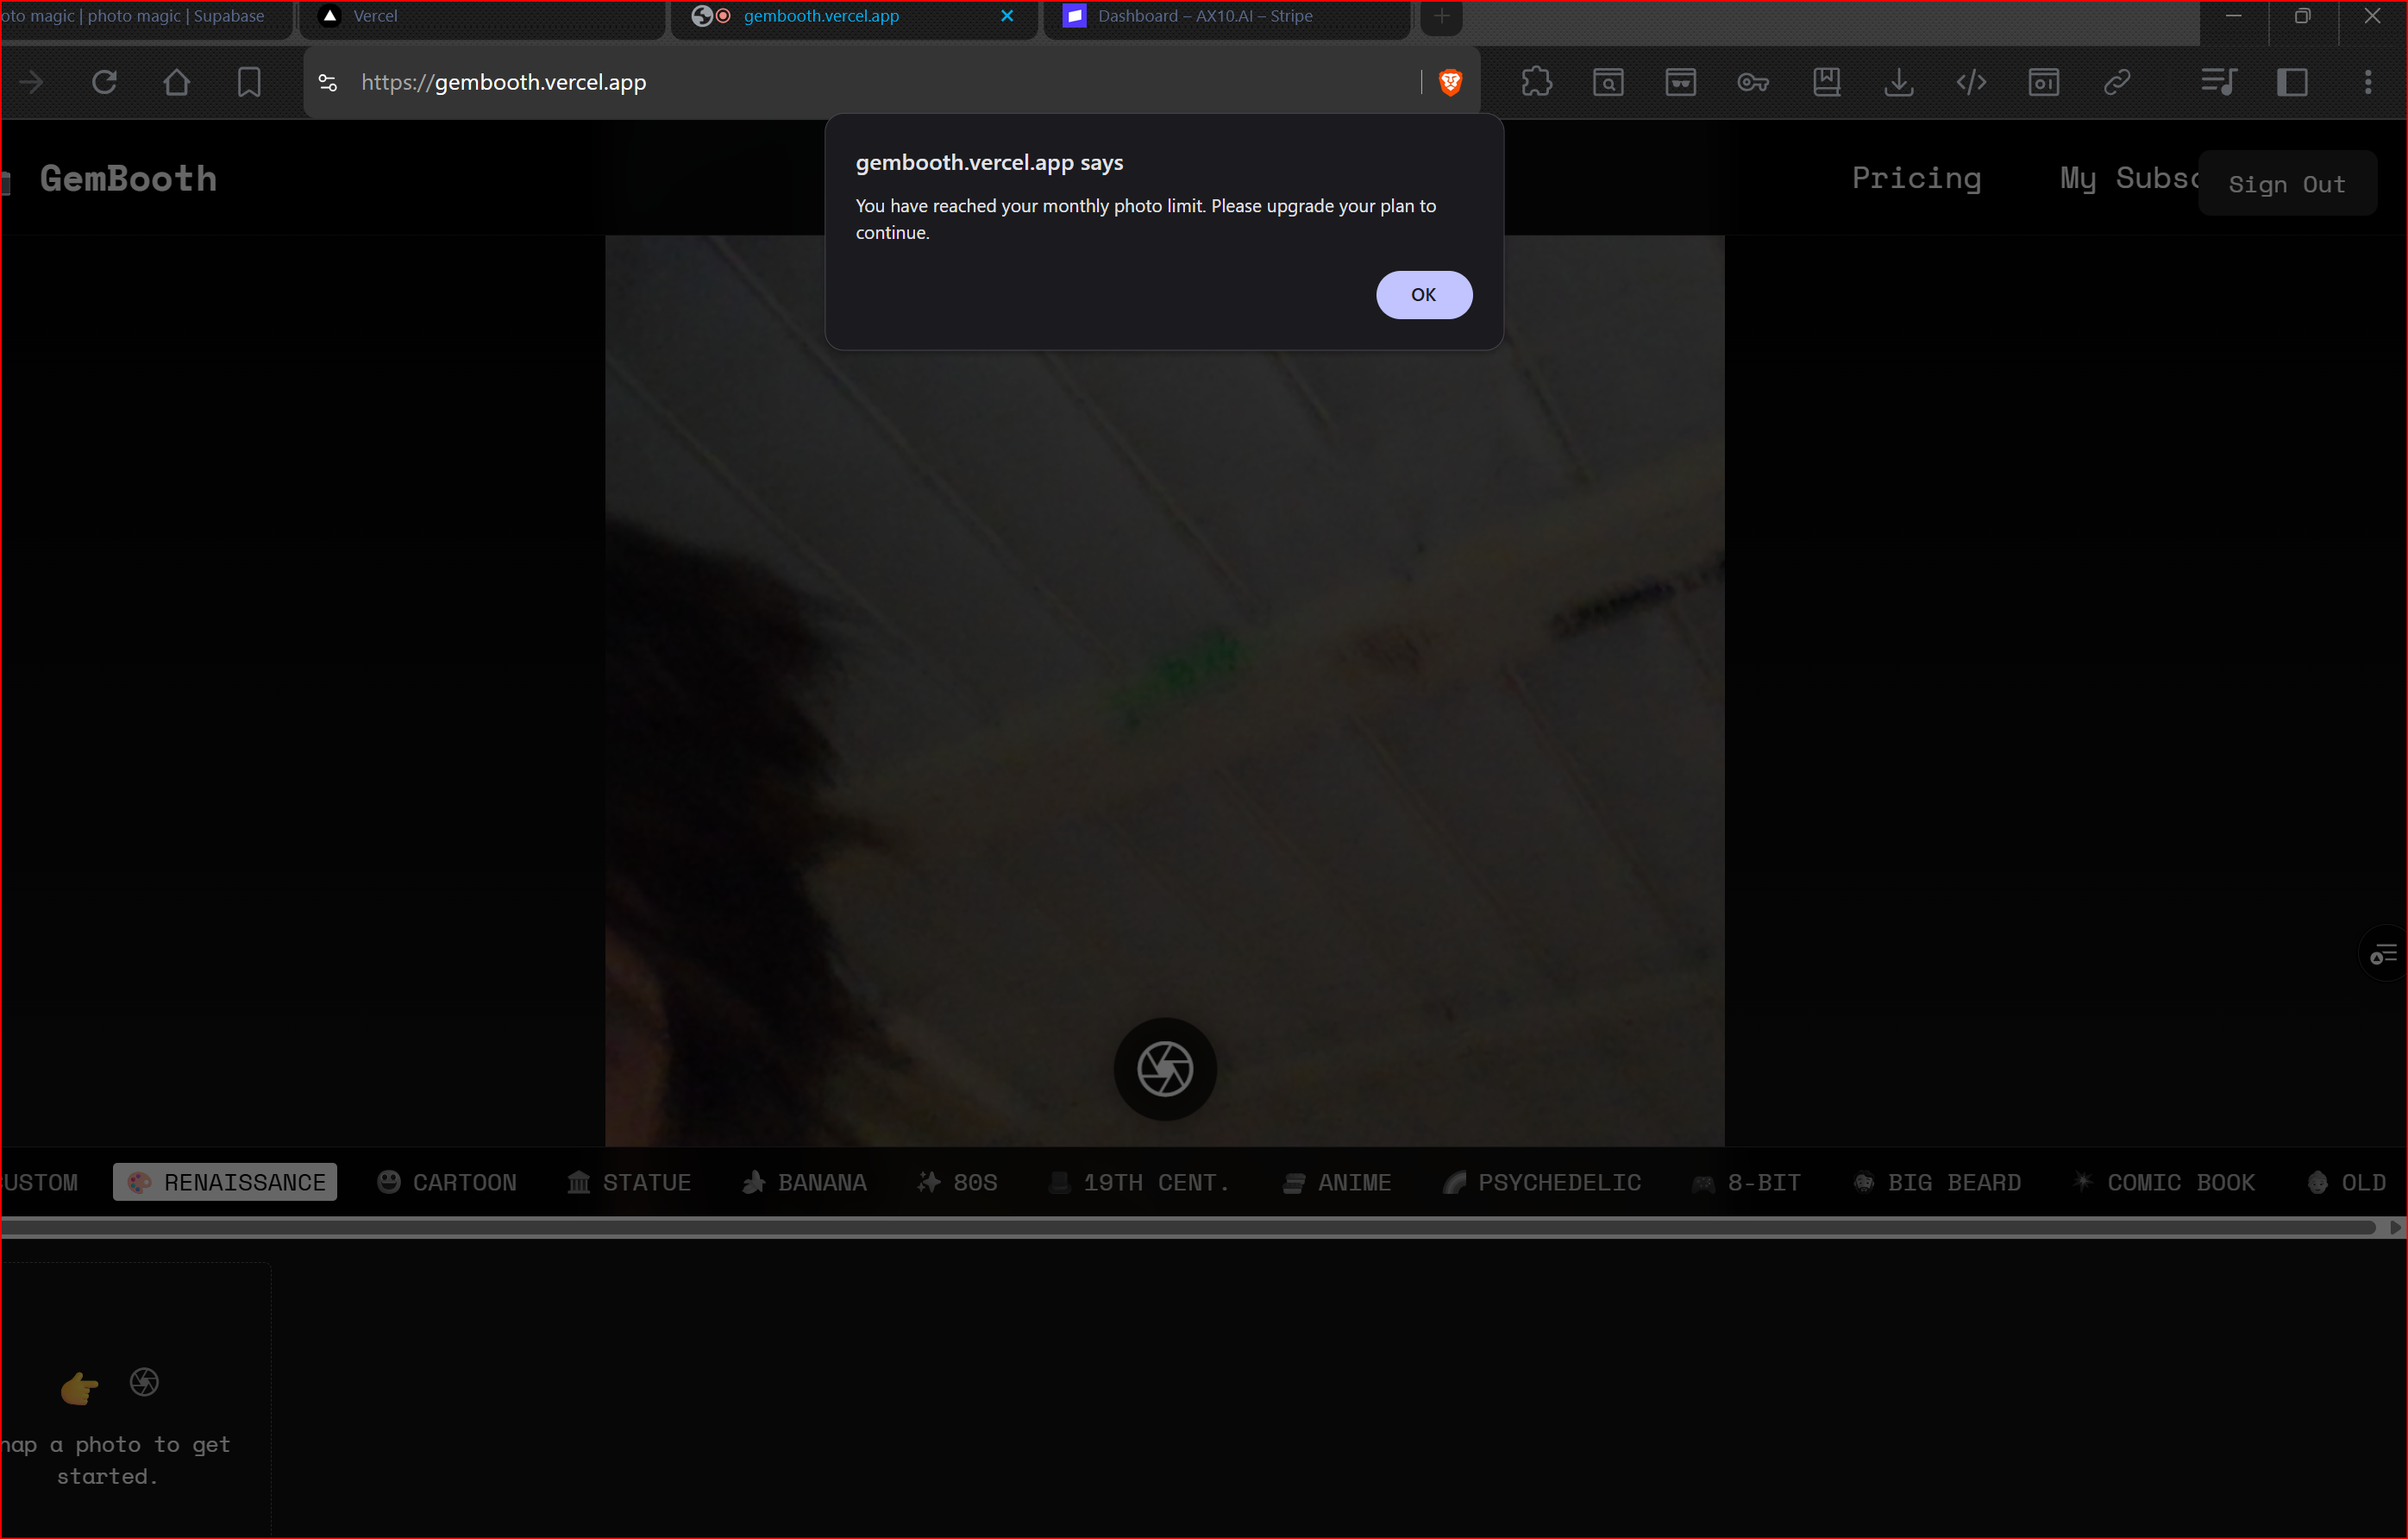 oto magic | photo magic | Supabase
Vercel
gembooth.vercel.app
Dashboard – AX10.AI – Stripe
https://gembooth.vercel.app
GemBooth
Pricing
My Subsc
Sign Out
gembooth.vercel.app says
You have reached your monthly photo limit. Please upgrade your plan to
continue.
OK
USTOM
RENAISSANCE
CARTOON
STATUE
BANANA
80S
19TH CENT.
ANIME
PSYCHEDELIC
8-BIT
BIG BEARD
COMIC BOOK
OLD
nap a photo to get
started.